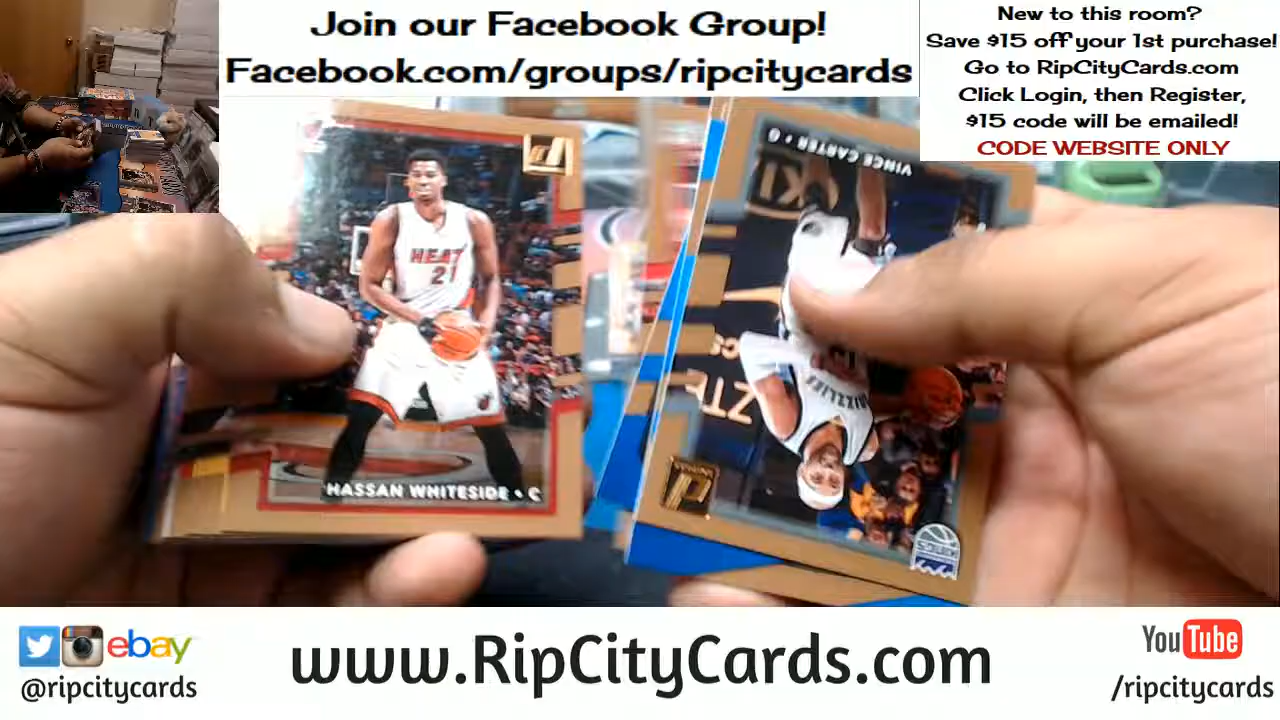 Join our Facebook Group!
Facebook.com/groups/ripcitycards
New to this room?
Save $15 off your 1st purchase!
Go to RipCityCards.com
Click Login, then Register,
$15 code will be emailed!
CODE WEBSITE ONLY
HEAT
21
HASSAN WHITESIDE • C
VINCE CARTER • G
GRIZZLIES
ebay
@ripcitycards
www.RipCityCards.com
YouTube
/ripcitycards